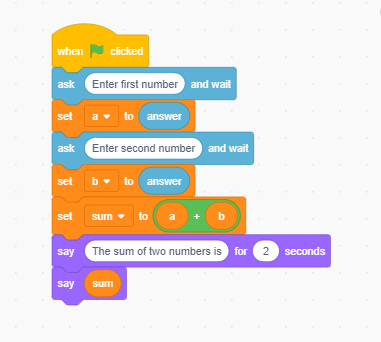 when clicked
ask Enter first number and wait
set a to answer
ask Enter second number and wait
set b to answer
set sum to a + b
say The sum of two numbers is for 2 seconds
say sum